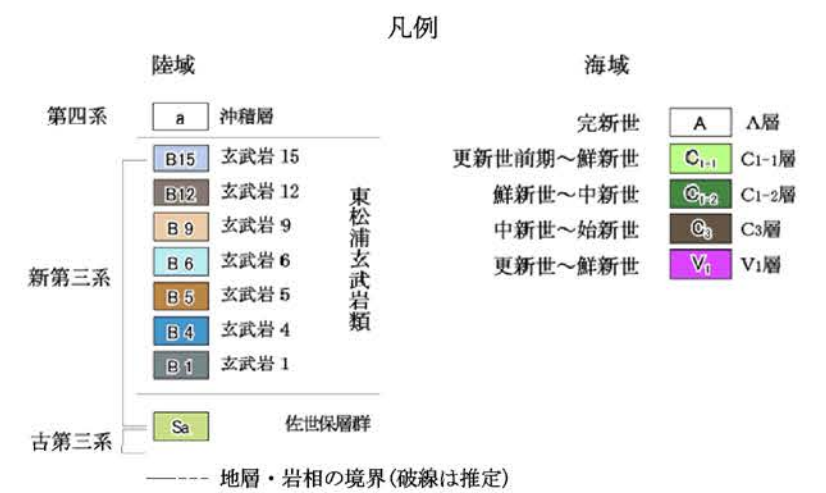 凡例
陸域
第四系
a 沖積層
新第三系
B15 玄武岩 15
B12 玄武岩 12
B 9 玄武岩 9
B 6 玄武岩 6
B 5 玄武岩 5
B 4 玄武岩 4
B 1 玄武岩 1
東松浦玄武岩類
古第三系
Sa 佐世保層群
地層・岩相の境界(破線は推定)
海域
完新世 A A層
更新世前期～鮮新世 C1-1 C1-1層
鮮新世～中新世 C1-2 C1-2層
中新世～始新世 C3 C3層
更新世～鮮新世 V1 V1層